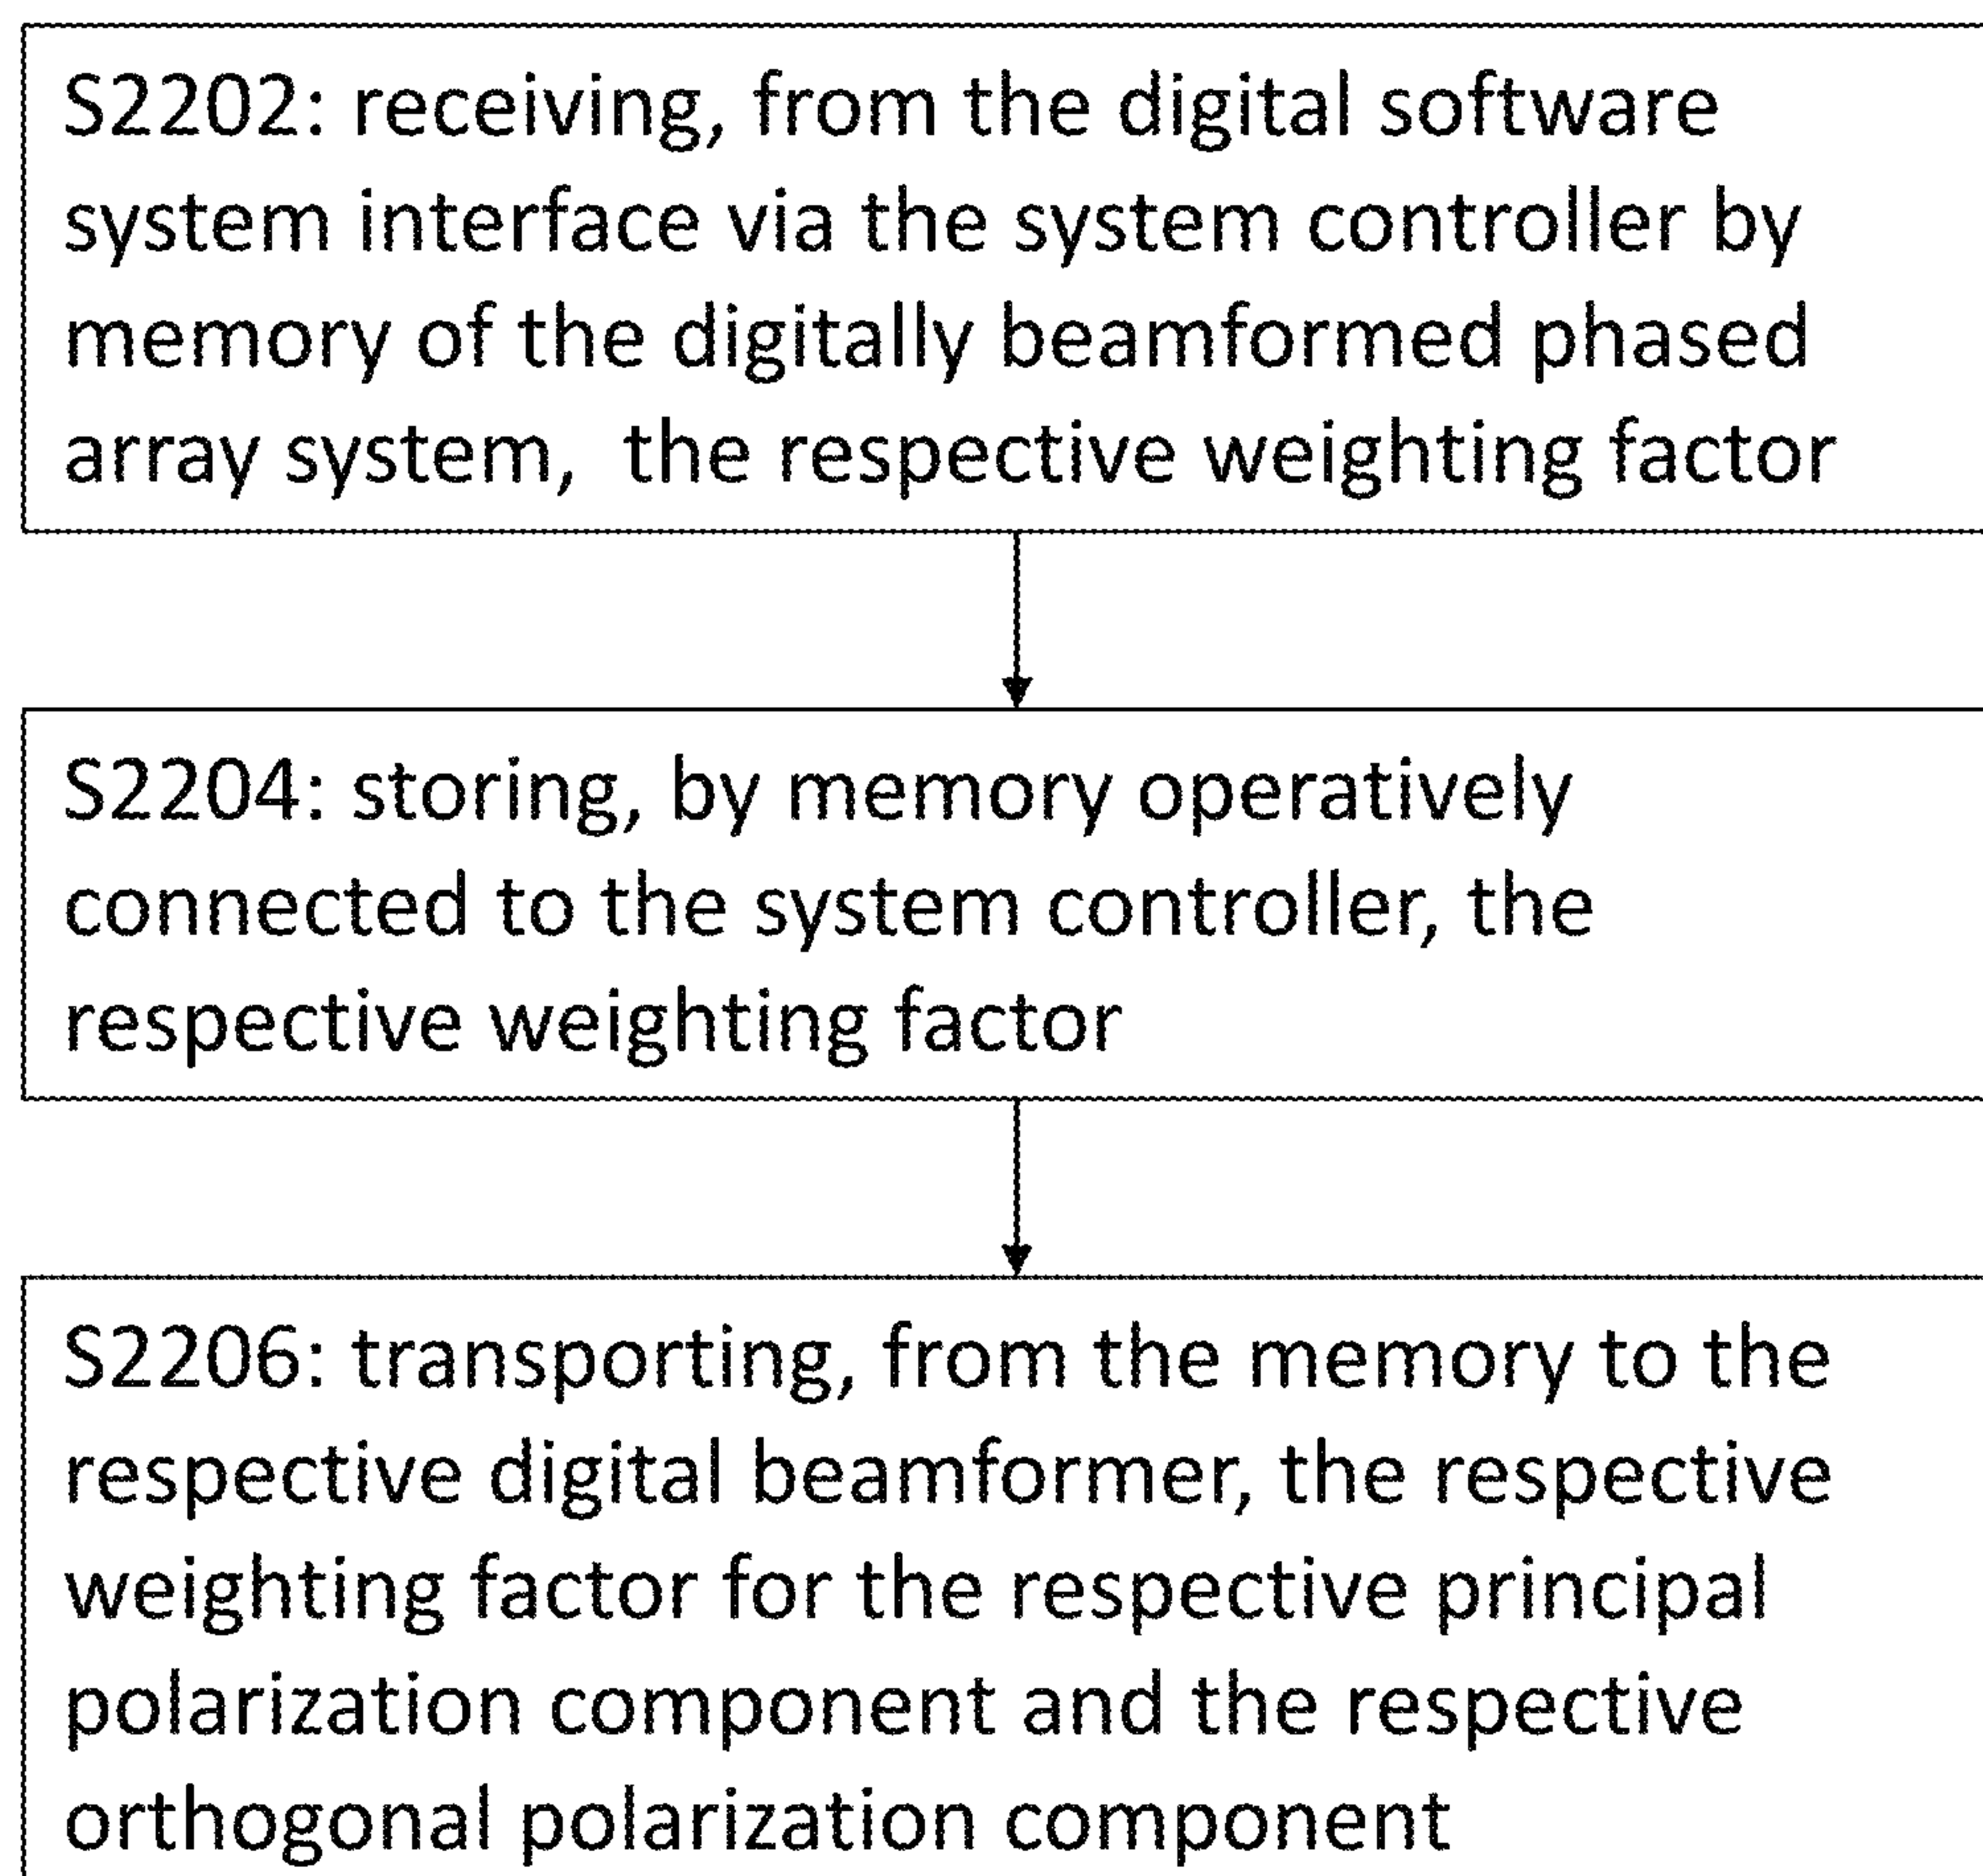 S2202: receiving, from the digital software
system interface via the system controller by
memory of the digitally beamformed phased
array system,  the respective weighting factor
S2204: storing, by memory operatively
connected to the system controller, the
respective weighting factor
S2206: transporting, from the memory to the
respective digital beamformer, the respective
weighting factor for the respective principal
polarization component and the respective
orthogonal polarization component